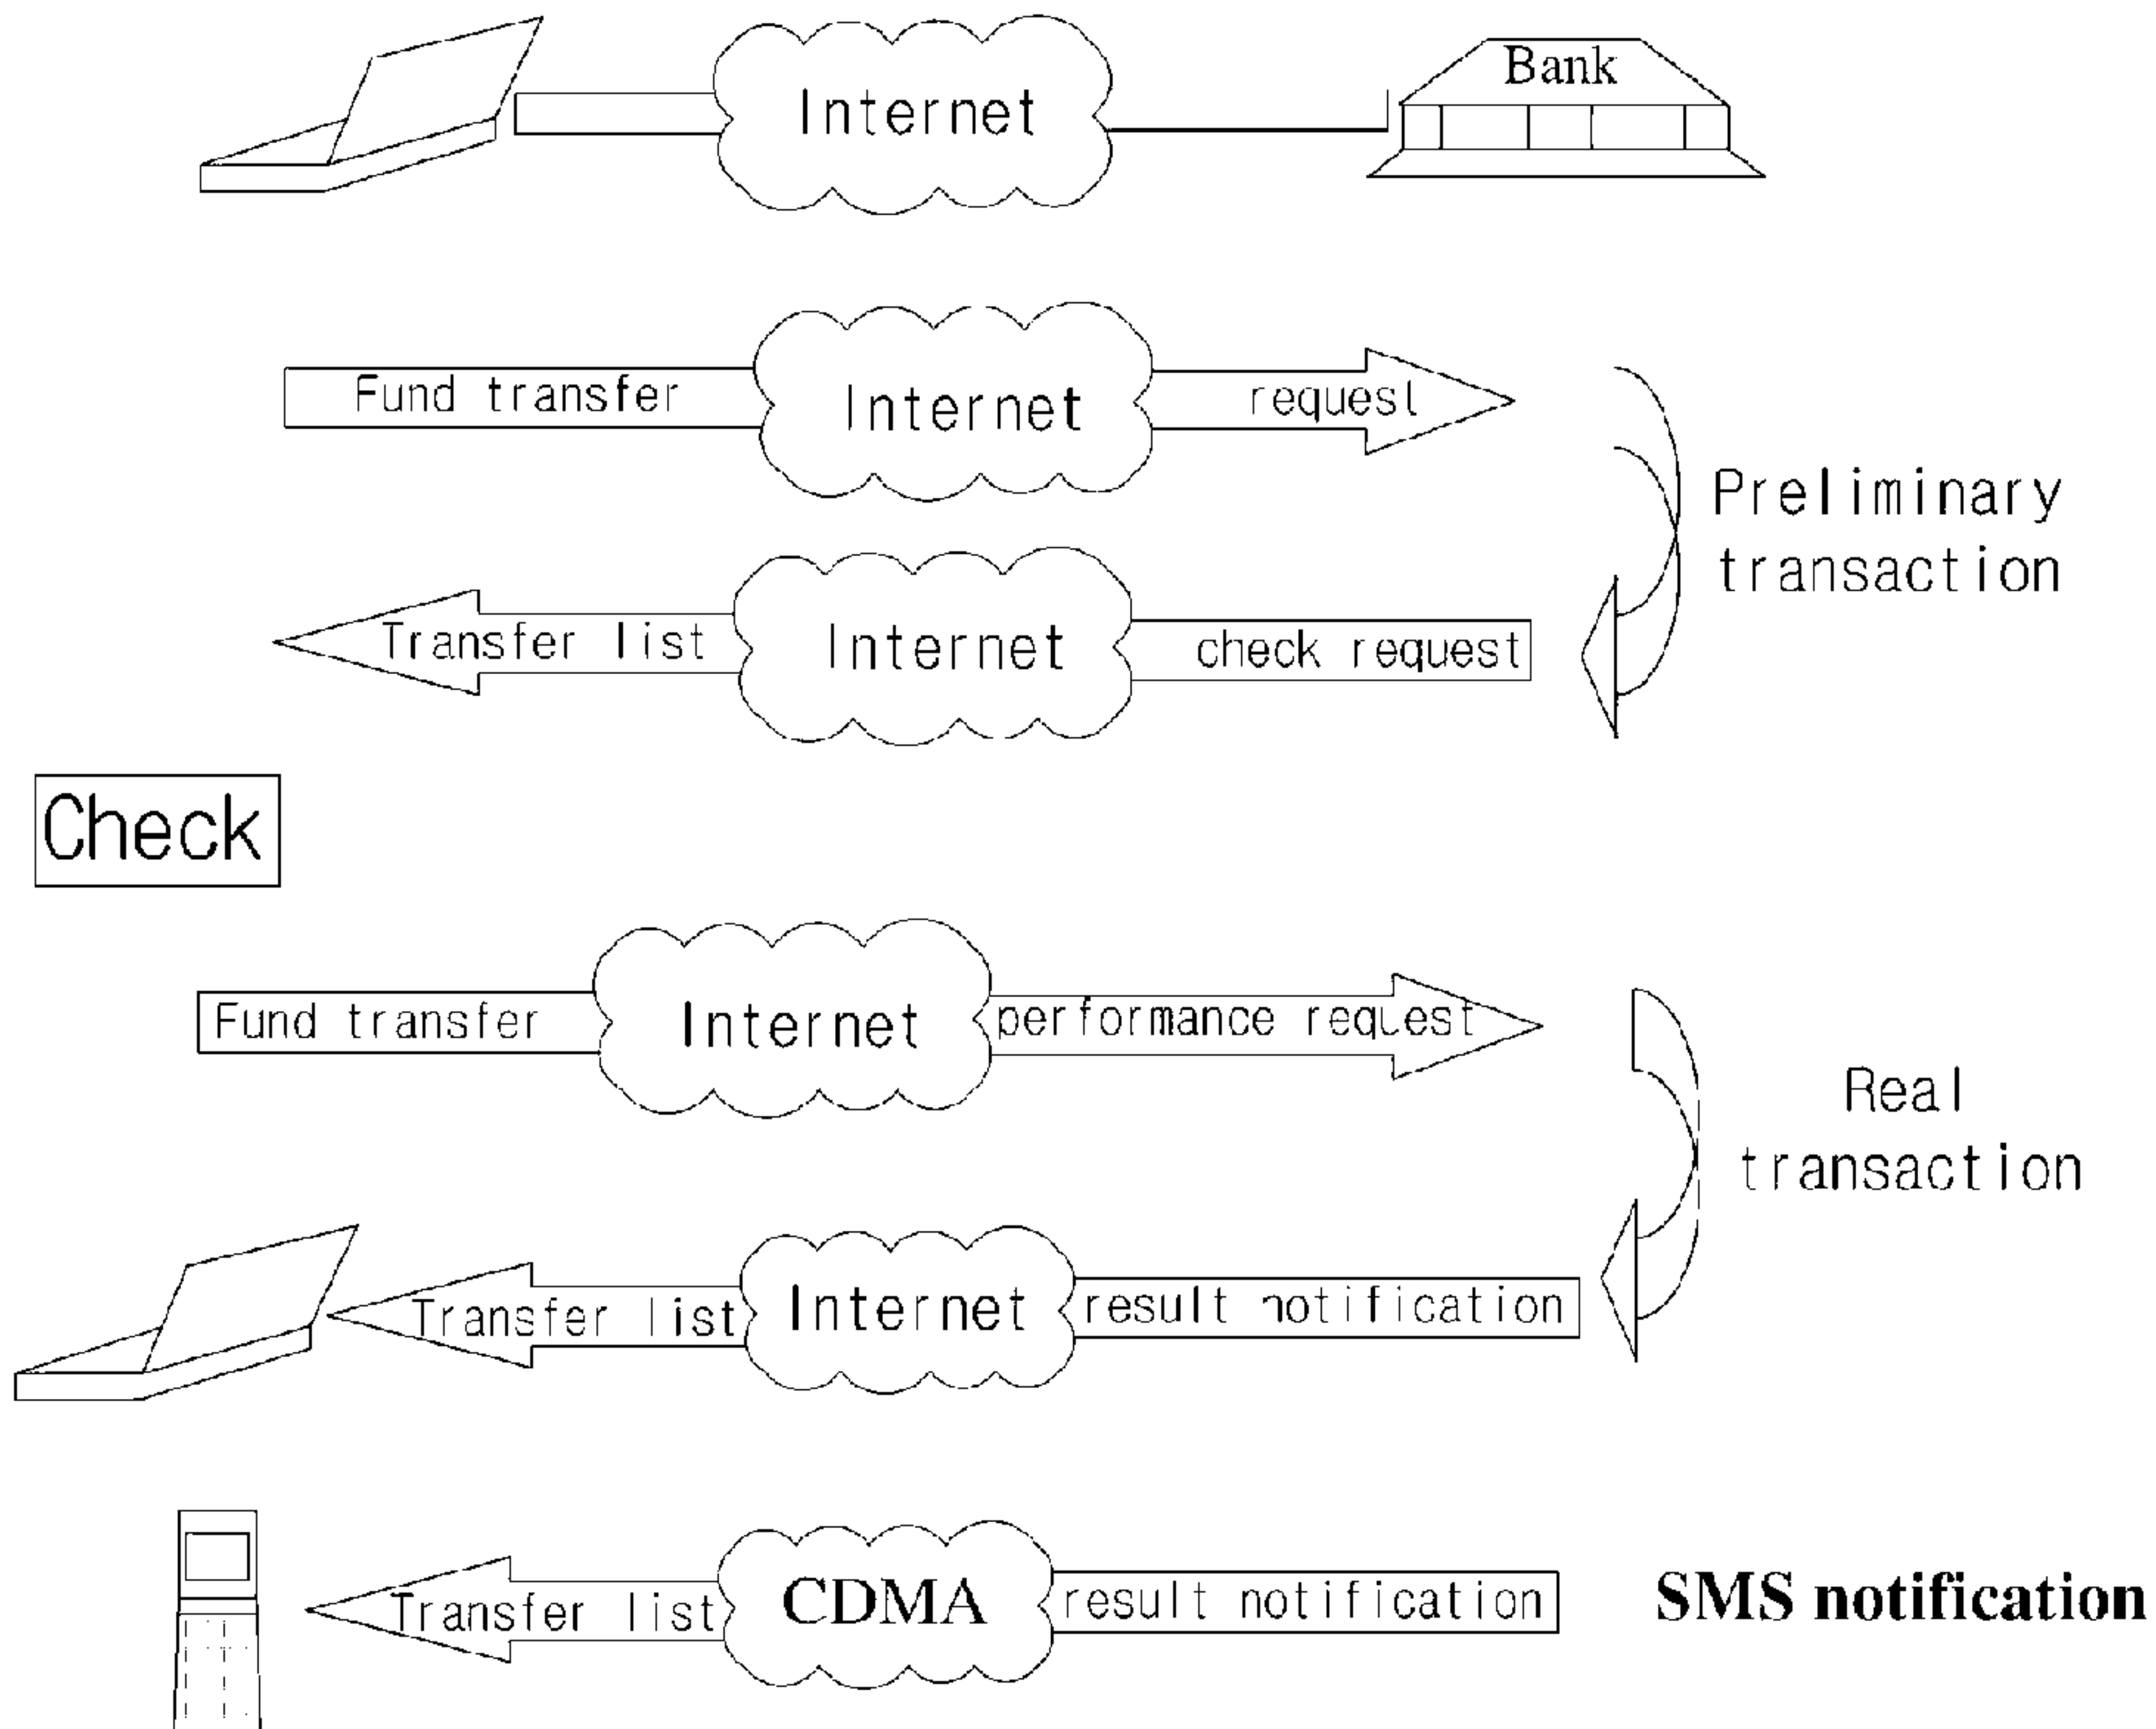 Internet
Bank
Fund transfer Internet request
Preliminary
transaction
Transfer list Internet check request
Check
Fund transfer Internet performance request
Real
transaction
Transfer list Internet result notification
Transfer list CDMA result notification SMS notification